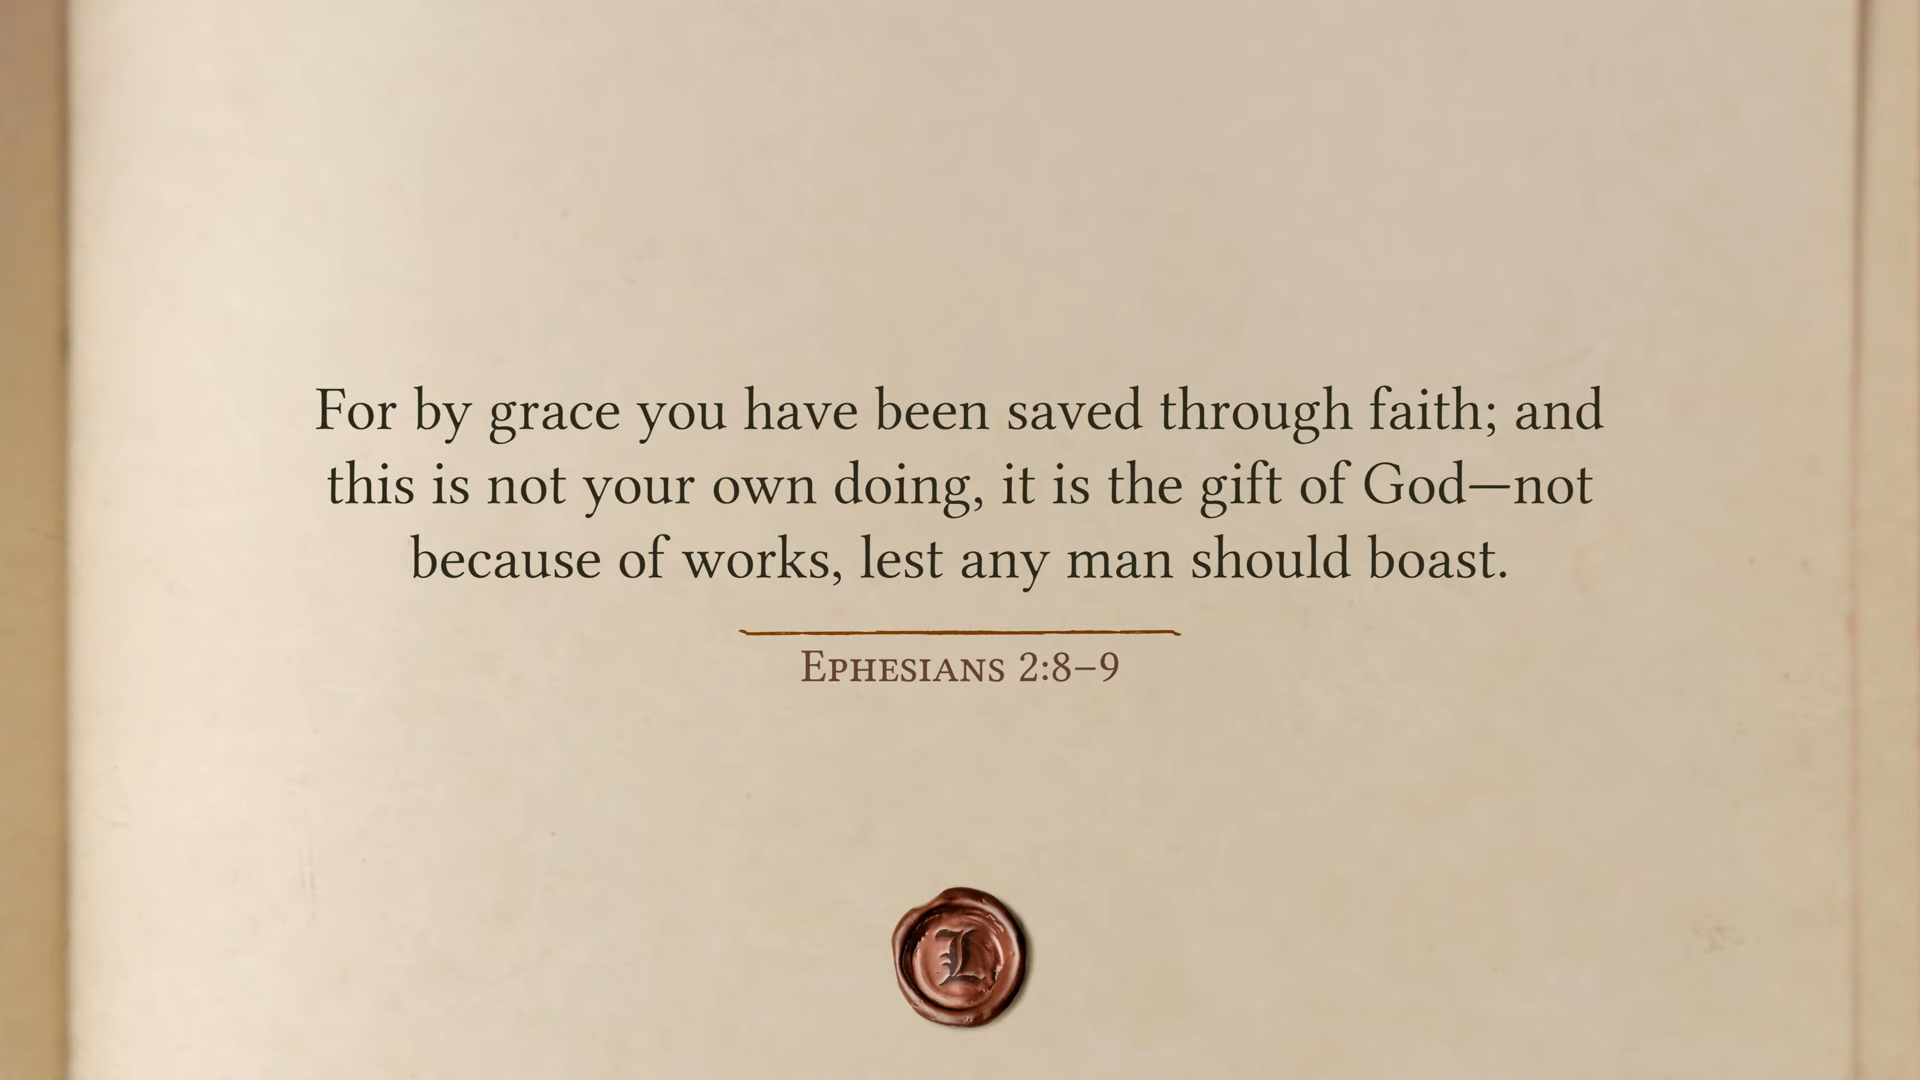 For by grace you have been saved through faith; and
this is not your own doing, it is the gift of God—not
because of works, lest any man should boast.
Ephesians 2:8–9
L